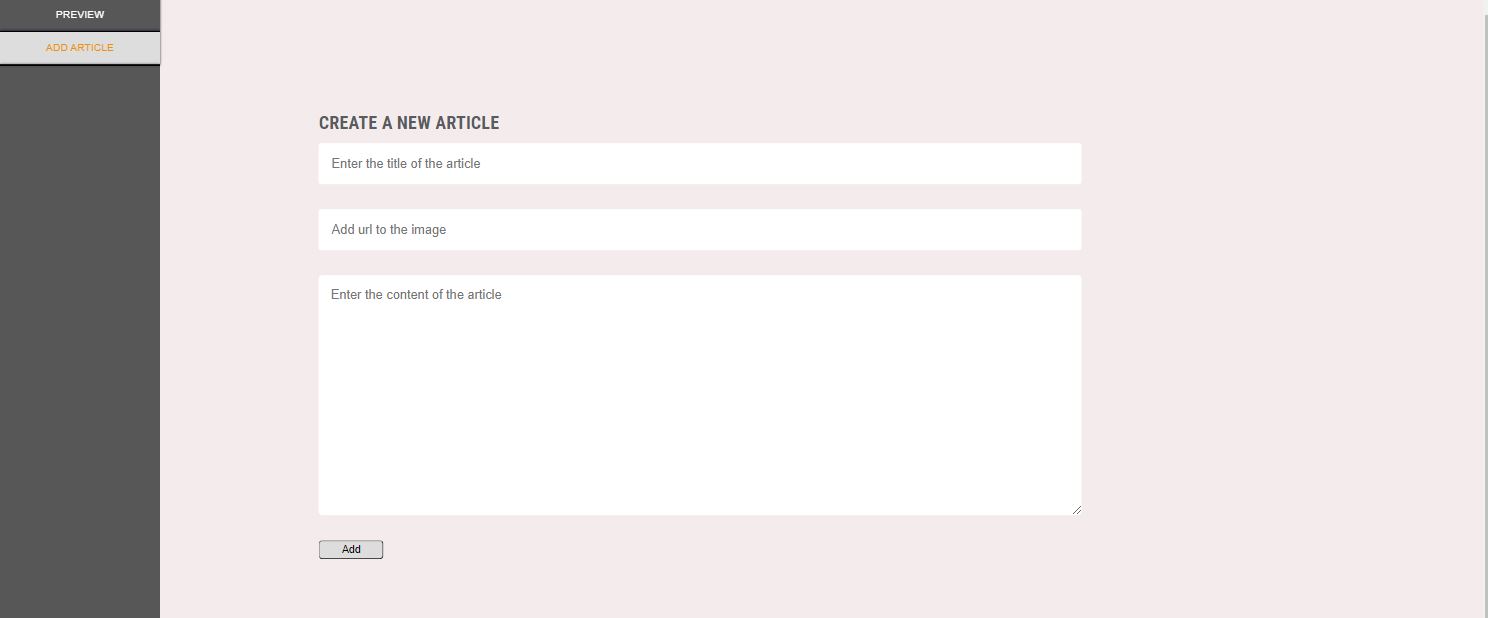 PREVIEW
ADD ARTICLE
CREATE A NEW ARTICLE
Enter the title of the article
Add url to the image
Enter the content of the article
Add